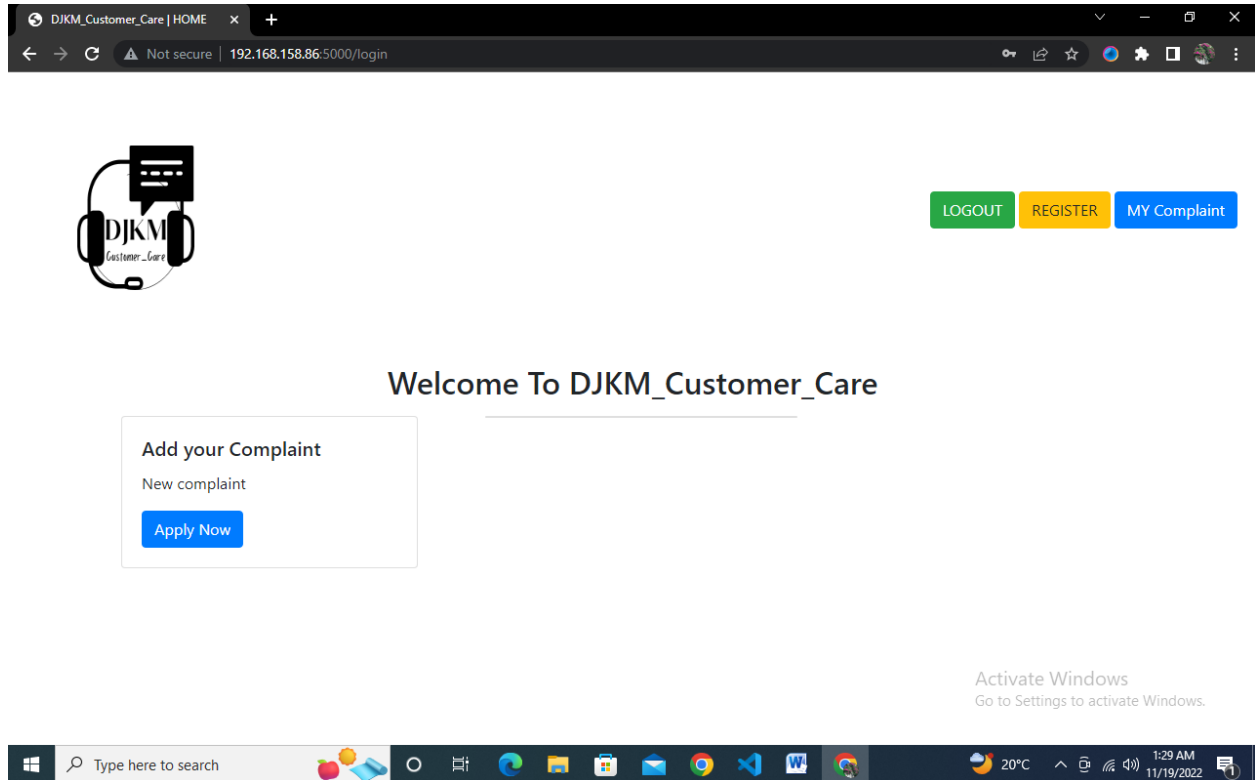 DJKM_Customer_Care | HOME
Not secure | 192.168.158.86:5000/login
DJKM
Customer_Care
LOGOUT REGISTER MY Complaint
Welcome To DJKM_Customer_Care
Add your Complaint
New complaint
Apply Now
Activate Windows
Go to Settings to activate Windows.
Type here to search
20°C
1:29 AM
11/19/2022
1